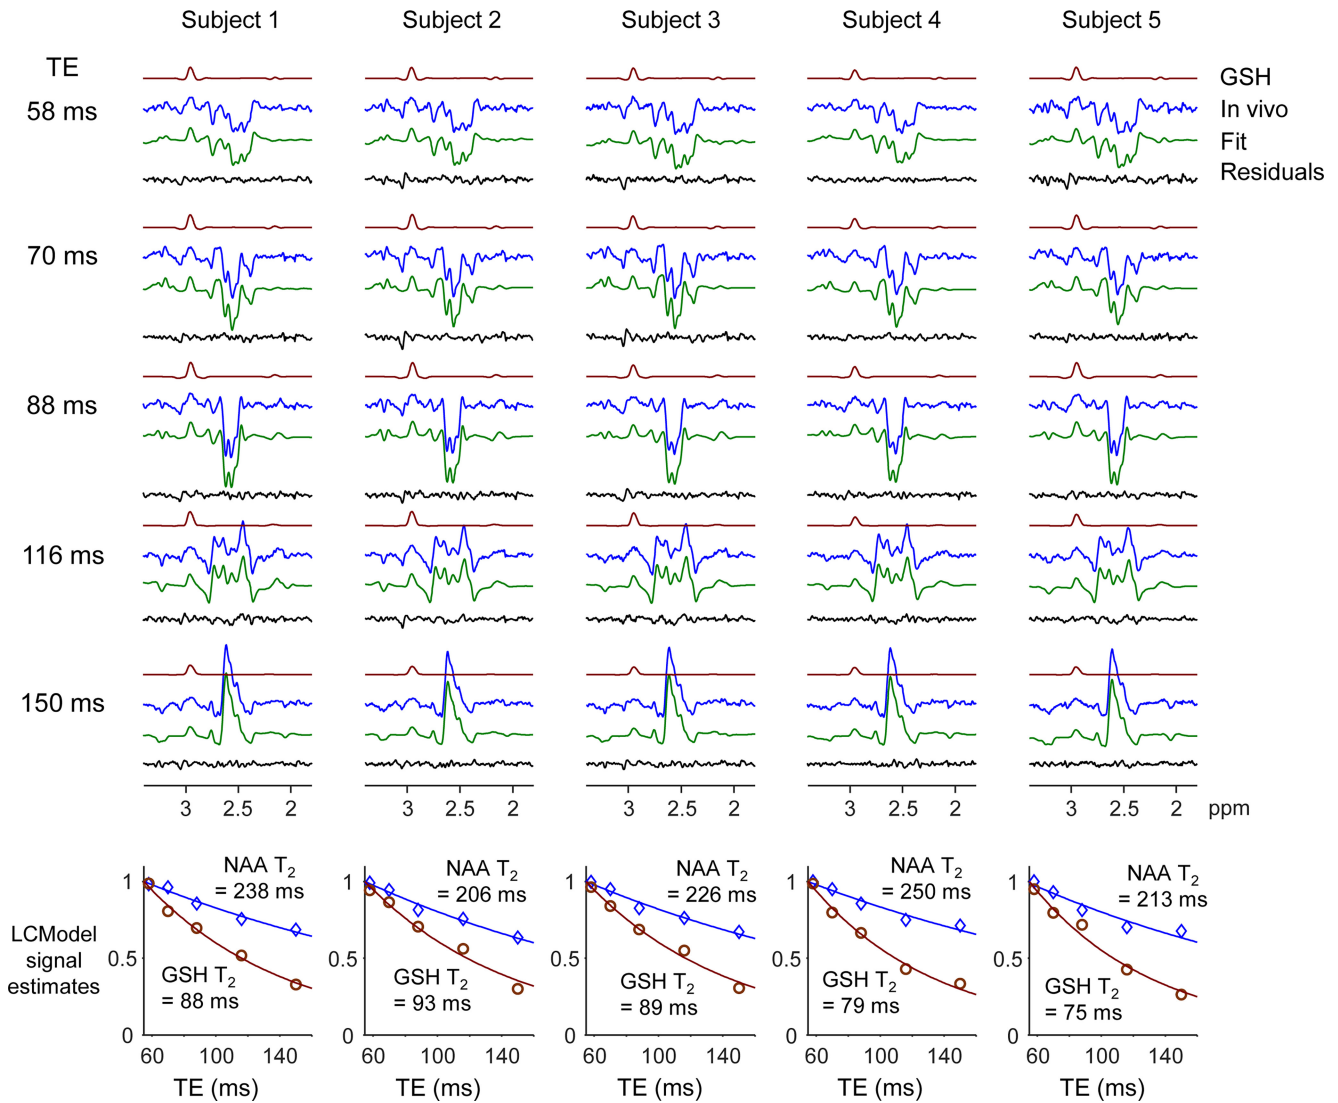 Subject 1 Subject 2 Subject 3 Subject 4 Subject 5
TE
GSH
58 ms
In vivo
Fit
Residuals
70 ms
88 ms
116 ms
150 ms
3 2.5 2 3 2.5 2 3 2.5 2 3 2.5 2 3 2.5 2 ppm
LCModel
signal
estimates
1
0.5
0
NAA T2
= 238 ms
GSH T2
= 88 ms
60 100 140
TE (ms)
1
0.5
0
NAA T2
= 206 ms
GSH T2
= 93 ms
60 100 140
TE (ms)
1
0.5
0
NAA T2
= 226 ms
GSH T2
= 89 ms
60 100 140
TE (ms)
1
0.5
0
NAA T2
= 250 ms
GSH T2
= 79 ms
60 100 140
TE (ms)
1
0.5
0
NAA T2
= 213 ms
GSH T2
= 75 ms
60 100 140
TE (ms)